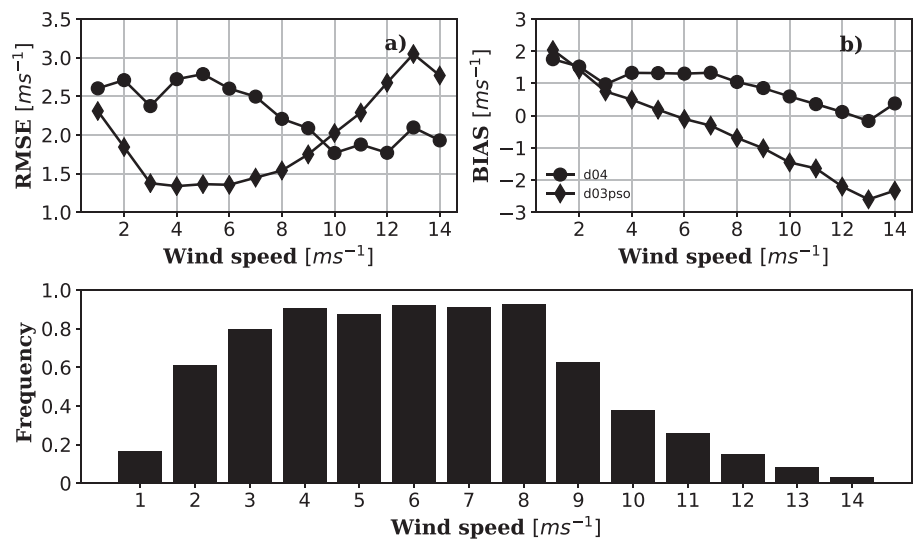 3.5
3.0
2.5
2.0
1.5
1.0
RMSE [ms⁻¹]
a)
2 4 6 8 10 12 14
Wind speed [ms⁻¹]
3
2
1
0
−1
−2
−3
BIAS [ms⁻¹]
b)
d04
d03pso
2 4 6 8 10 12 14
Wind speed [ms⁻¹]
1.0
0.8
0.6
0.4
0.2
0
Frequency
1 2 3 4 5 6 7 8 9 10 11 12 13 14
Wind speed [ms⁻¹]